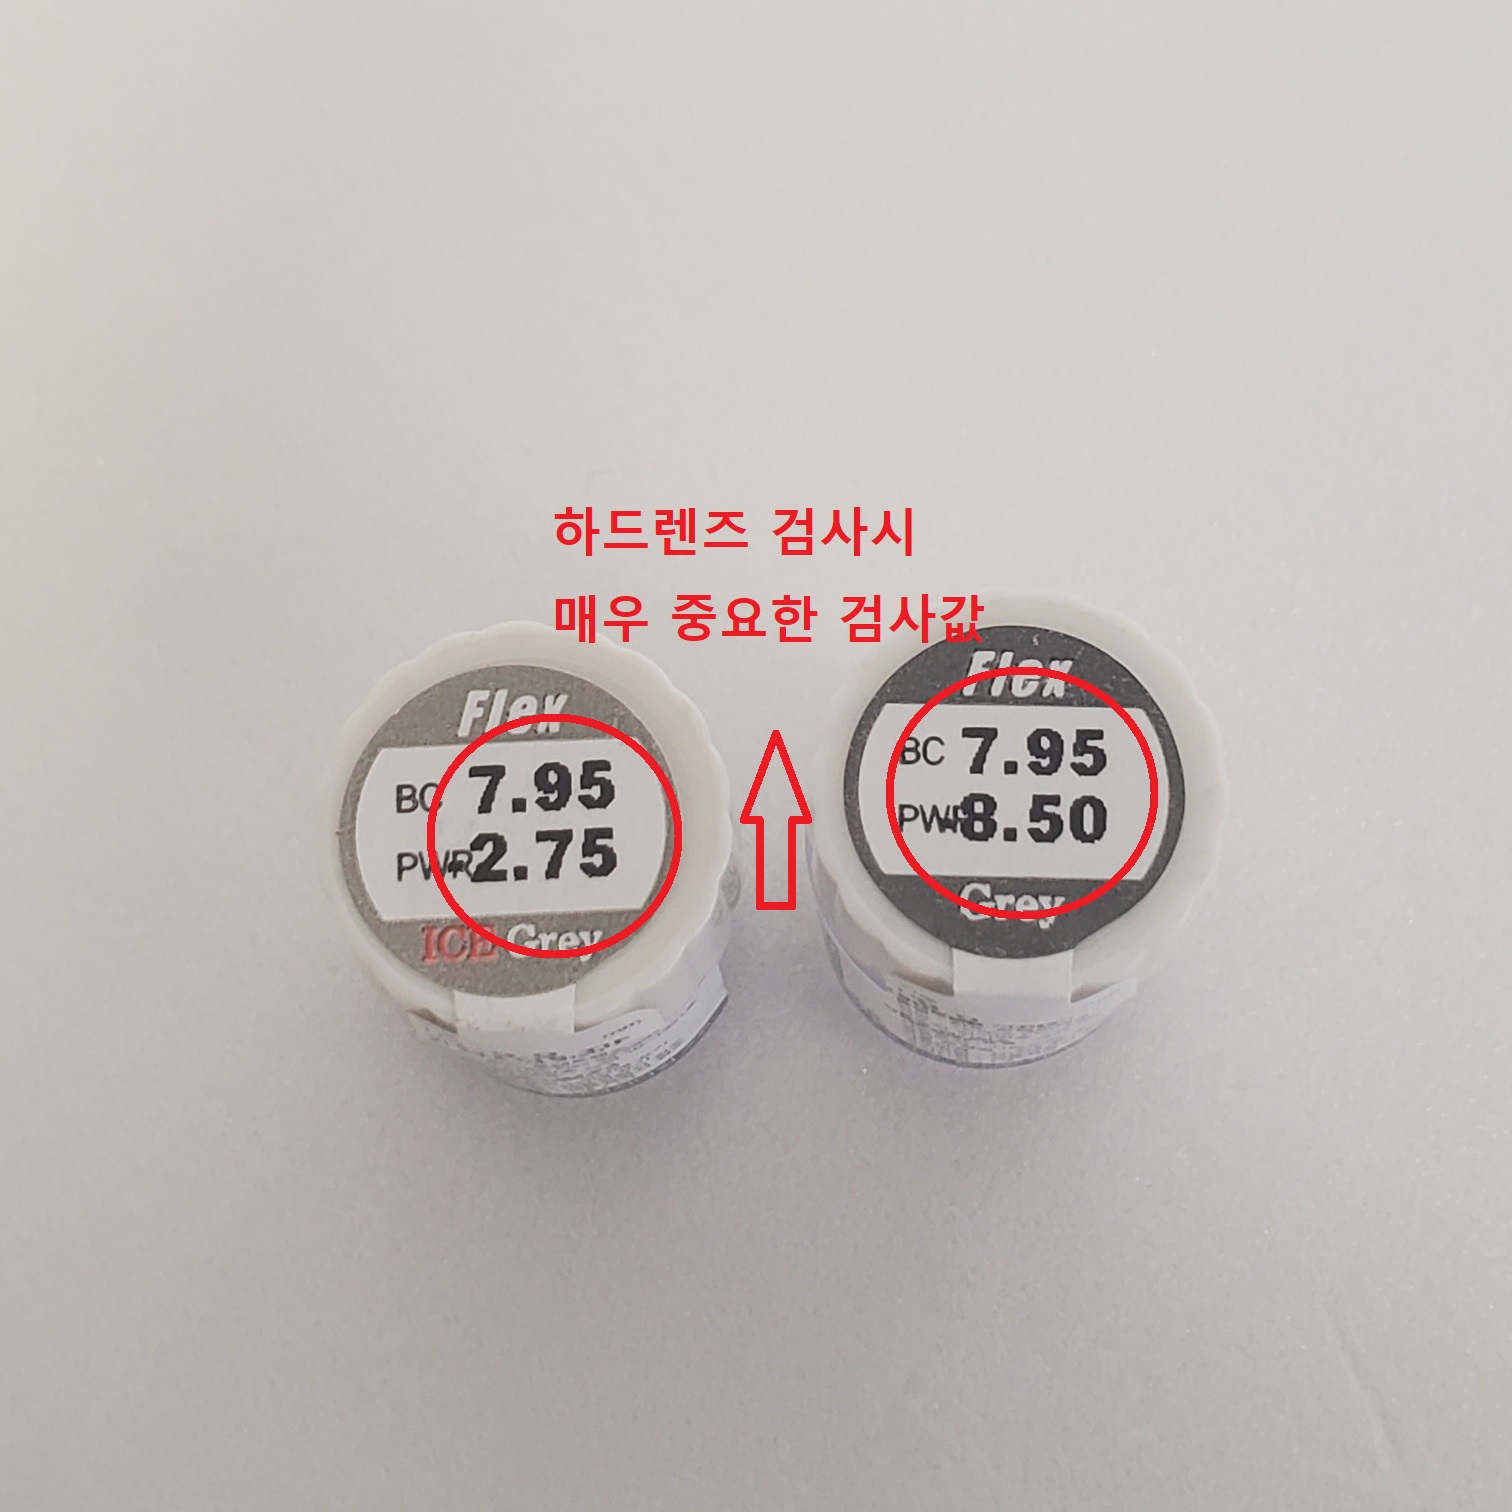 하드렌즈 검사시
매우 중요한 검사값
Flex
BC 7.95
PWR-2.75
ICE Grey
Flex
BC 7.95
PWR-8.50
Grey
mm